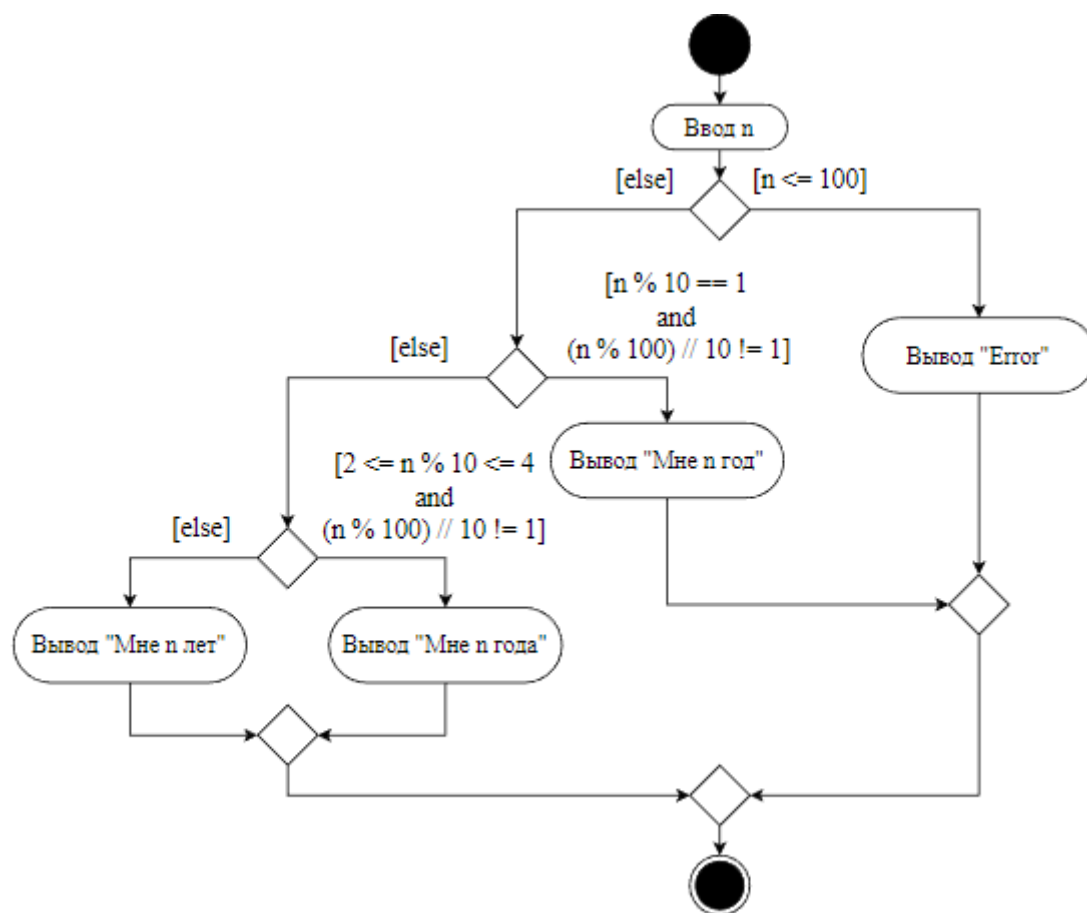 Ввод n
[else]
[n <= 100]
[n % 10 == 1
and
(n % 100) // 10 != 1]
[else]
Вывод "Error"
Вывод "Мне n год"
[2 <= n % 10 <= 4
and
(n % 100) // 10 != 1]
[else]
Вывод "Мне n лет"
Вывод "Мне n года"